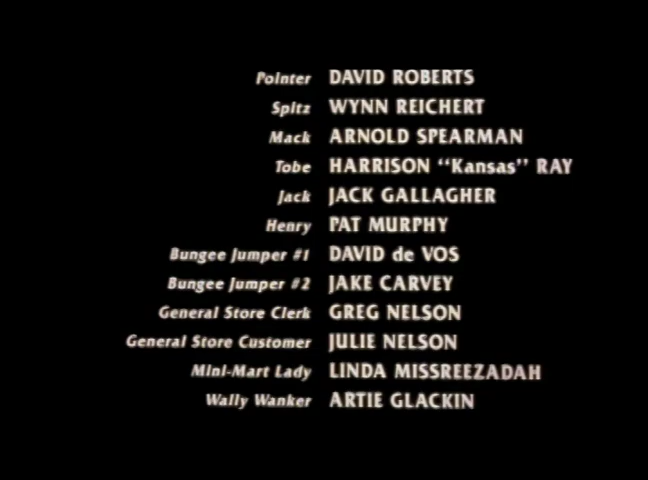 Pointer DAVID ROBERTS
Spitz WYNN REICHERT
Mack ARNOLD SPEARMAN
Tobe HARRISON "Kansas" RAY
Jack JACK GALLAGHER
Henry PAT MURPHY
Bungee Jumper #1 DAVID de VOS
Bungee Jumper #2 JAKE CARVEY
General Store Clerk GREG NELSON
General Store Customer JULIE NELSON
Mini-Mart Lady LINDA MISSREEZADAH
Wally Wanker ARTIE GLACKIN